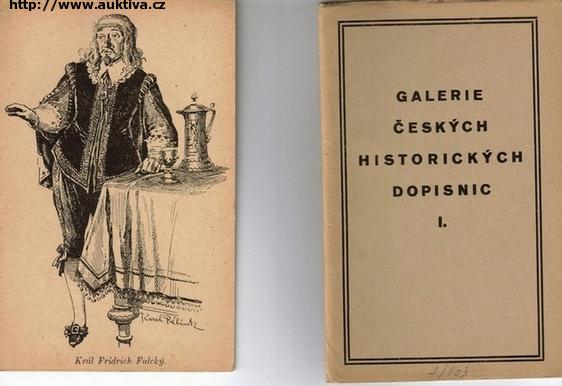 http://www.auktiva.cz
Král Fridrich Falcký.
GALERIE
ČESKÝCH
HISTORICKÝCH
DOPISNIC
I.